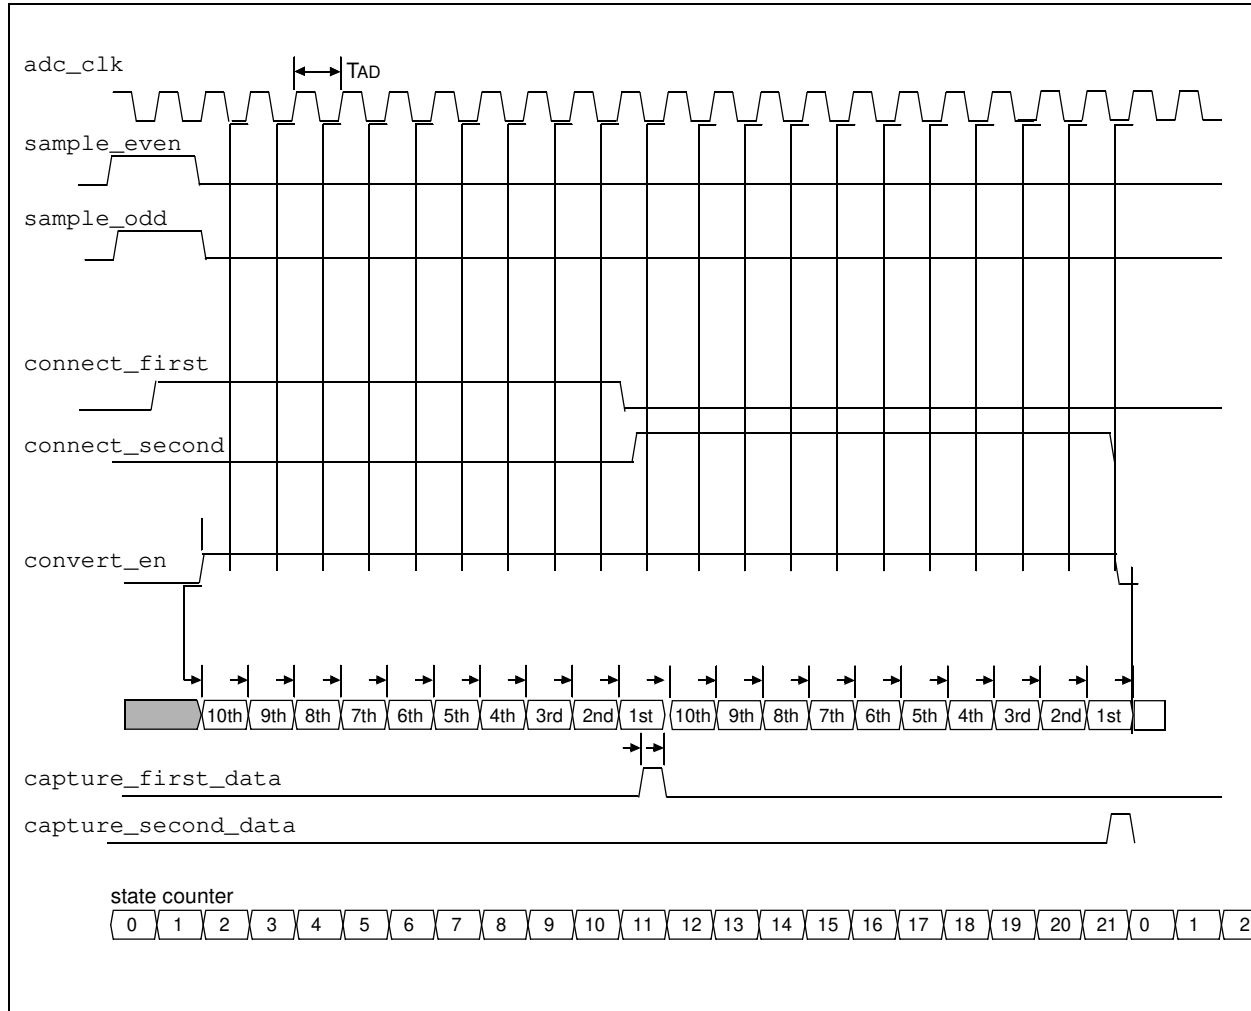 adc_clk
TAD
sample_even
sample_odd
connect_first
connect_second
convert_en
10th 9th 8th 7th 6th 5th 4th 3rd 2nd 1st 10th 9th 8th 7th 6th 5th 4th 3rd 2nd 1st
capture_first_data
capture_second_data
state counter
0 1 2 3 4 5 6 7 8 9 10 11 12 13 14 15 16 17 18 19 20 21 0 1 2